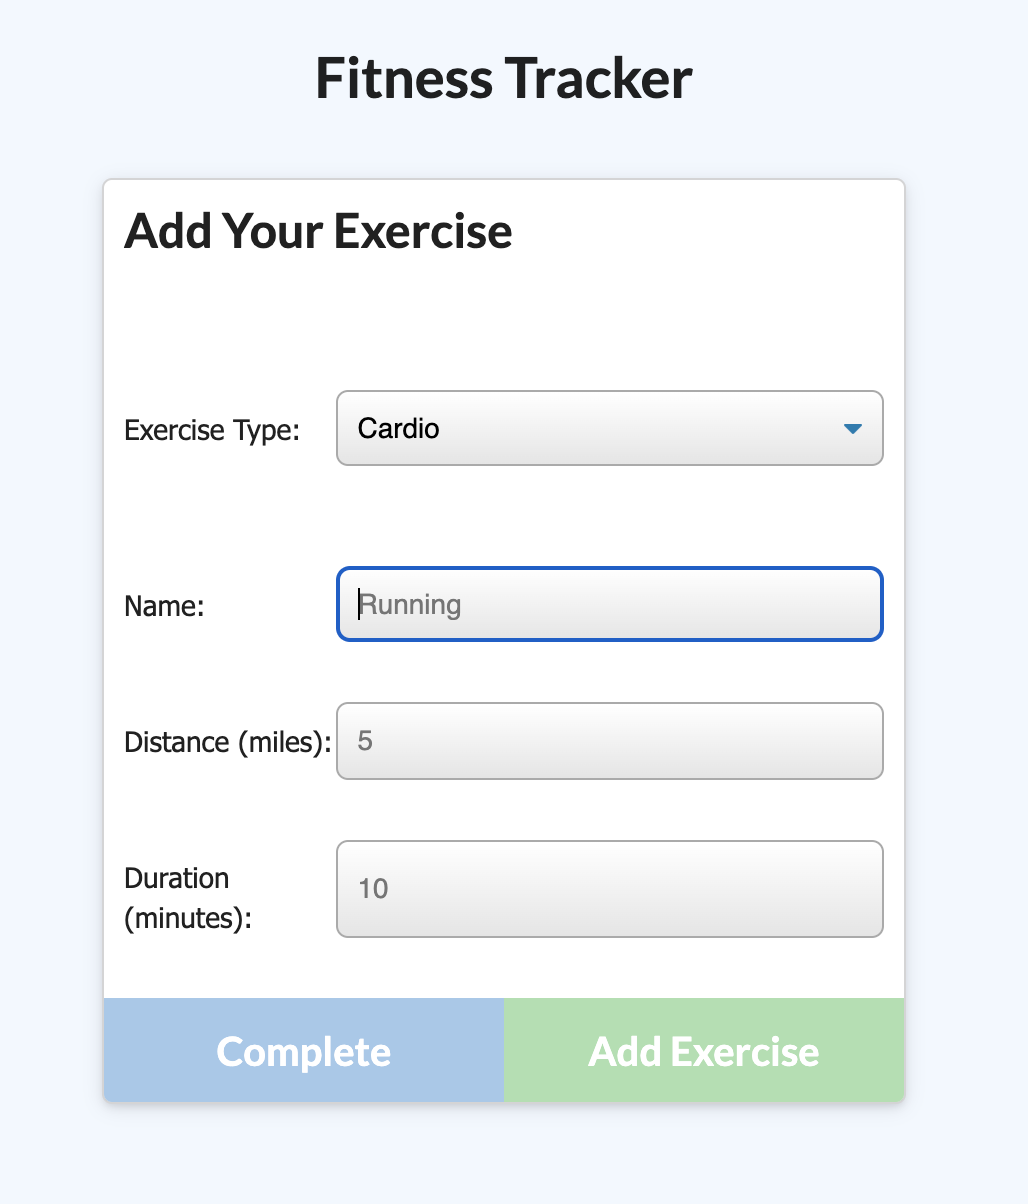 Fitness Tracker
Add Your Exercise
Exercise Type:
Cardio
Name:
Running
Distance (miles):
5
Duration
(minutes):
10
Complete
Add Exercise